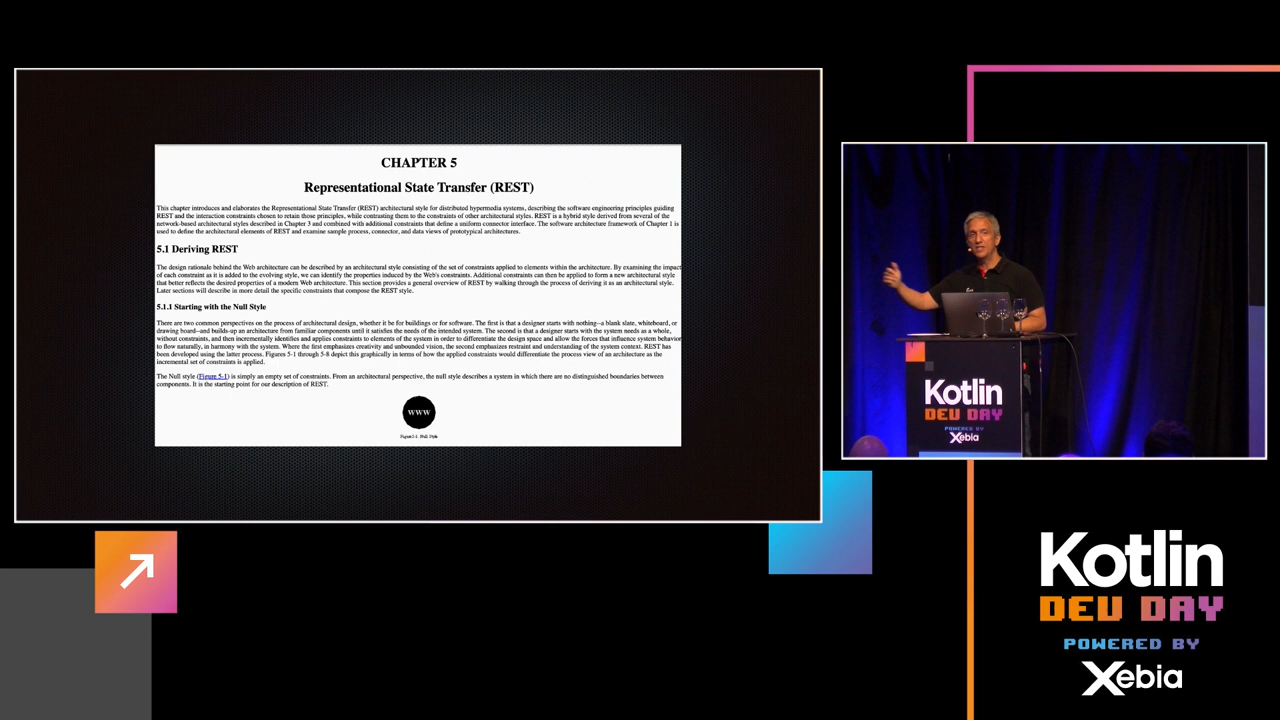 CHAPTER 5
Representational State Transfer (REST)
This chapter introduces and elaborates the Representational State Transfer (REST) architectural style for distributed hypermedia systems, describing the software engineering principles guiding
REST and the interaction constraints chosen to retain those principles, while contrasting them to the constraints of other architectural styles. REST is a hybrid style derived from several of the
network-based architectural styles described in Chapter 3 and combined with additional constraints that define a uniform connector interface. The software architecture framework of Chapter 1 is
used to define the architectural elements of REST and examine sample process, connector, and data views of prototypical architectures.
5.1 Deriving REST
The design rationale behind the Web architecture can be described by an architectural style consisting of the set of constraints applied to elements within the architecture. By examining the impact
of each constraint as it is added to the evolving style, we can identify the properties induced by the Web's constraints. Additional constraints can then be applied to form a new architectural style
that better reflects the desired properties of a modern Web architecture. This section provides a general overview of REST by walking through the process of deriving it as an architectural style.
Later sections will describe in more detail the specific constraints that compose the REST style.
5.1.1 Starting with the Null Style
There are two common perspectives on the process of architectural design, whether it be for buildings or for software. The first is that a designer starts with nothing--a blank slate, whiteboard, or
drawing board--and builds-up an architecture from familiar components until it satisfies the needs of the intended system. The second is that a designer starts with the system needs as a whole,
without constraints, and then incrementally identifies and applies constraints to elements of the system in order to differentiate the design space and allow the forces that influence system behavior
to flow naturally, in harmony with the system. Where the first emphasizes creativity and unbounded vision, the second emphasizes restraint and understanding of the system context. REST has
been developed using the latter process. Figures 5-1 through 5-8 depict this graphically in terms of how the applied constraints would differentiate the process view of an architecture as the
incremental set of constraints is applied.
The Null style (Figure 5-1) is simply an empty set of constraints. From an architectural perspective, the null style describes a system in which there are no distinguished boundaries between
components. It is the starting point for our description of REST.
WWW
Figure 5-1. Null Style
Kotlin
DEV DAY
POWERED BY
Xebia
Kotlin
DEV DAY
POWERED BY
Xebia